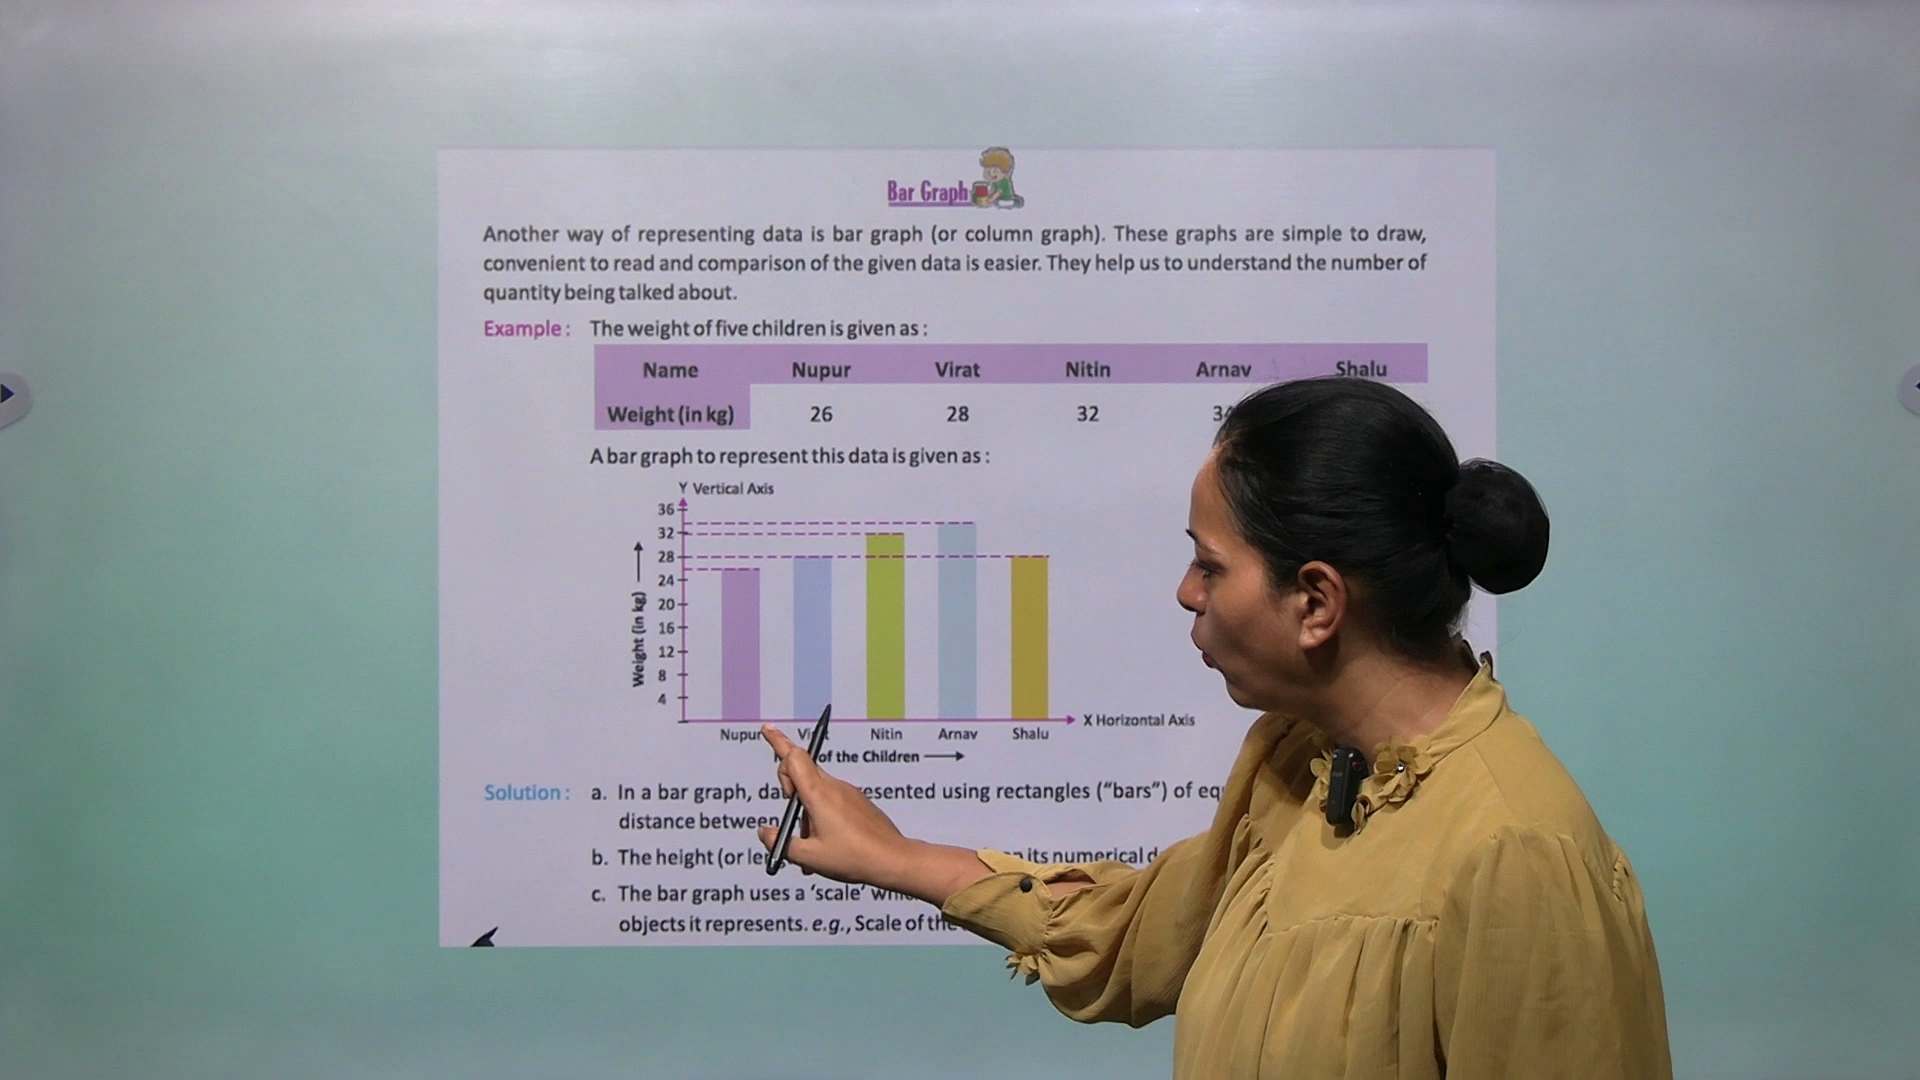 Bar Graph
Another way of representing data is bar graph (or column graph). These graphs are simple to draw,
convenient to read and comparison of the given data is easier. They help us to understand the number of
quantity being talked about.
Example : The weight of five children is given as :
Name Nupur Virat Nitin Arnav Shalu
Weight (in kg) 26 28 32
A bar graph to represent this data is given as :
Y Vertical Axis
36
32
28
24
20
16
12
8
4
Weight (in kg)
X Horizontal Axis
Nupur Nitin Arnav Shalu
of the Children
Solution : a. In a bar graph, using rectangles (“bars”) of
distance between
b. The height (or its numerical
c. The bar graph uses a ‘scale’
objects it represents. e.g., Scale of